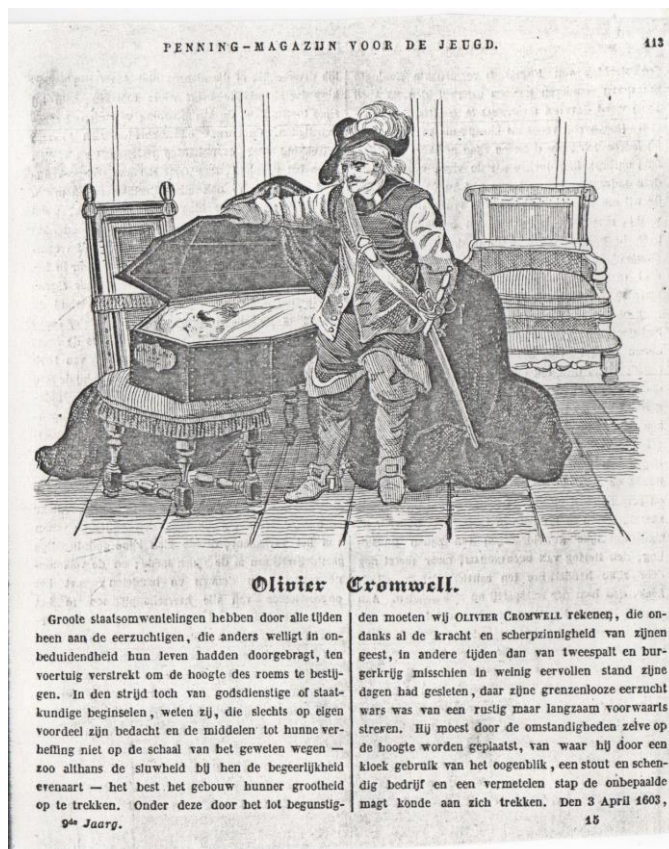 PENNING-MAGAZIJN VOOR DE JEUGD.
113
Olivier Cromwell.
Groote staatsomwentelingen hebben door alle tijden
heen aan de eerzuchtigen, die anders welligt in on-
beduidendheid hun leven hadden doorgebragt, ten
voertuig verstrekt om de hoogte des roems te bestij-
gen. In den strijd toch van godsdienstige of staat-
kundige beginselen, weten zij, die slechts op eigen
voordeel zijn bedacht en de middelen tot hunne ver-
heffing niet op de schaal van het geweten wegen —
zoo althans de sluwheid bij hen de begeerlijkheid
evenaart — het best het gebouw hunner grootheid
op te trekken. Onder deze door het lot begunstig-
9de Jaarg.
den moeten wij OLIVIER CROMWELL rekenen, die on-
danks al de kracht en scherpzinnigheid van zijnen
geest, in andere tijden dan van tweespalt en bur-
gerkrijg misschien in weinig eervollen stand zijne
dagen had gesleten, daar zijne grenzenlooze eerzucht
wars was van een rustig maar langzaam voorwaarts
streven. Hij moest door de omstandigheden zelve op
de hoogte worden geplaatst, van waar hij door een
kloek gebruik van het oogenblik, een stout en schen-
dig bedrijf en een vermetelen stap de onbepaalde
magt konde aan zich trekken. Den 3 April 1603,
15